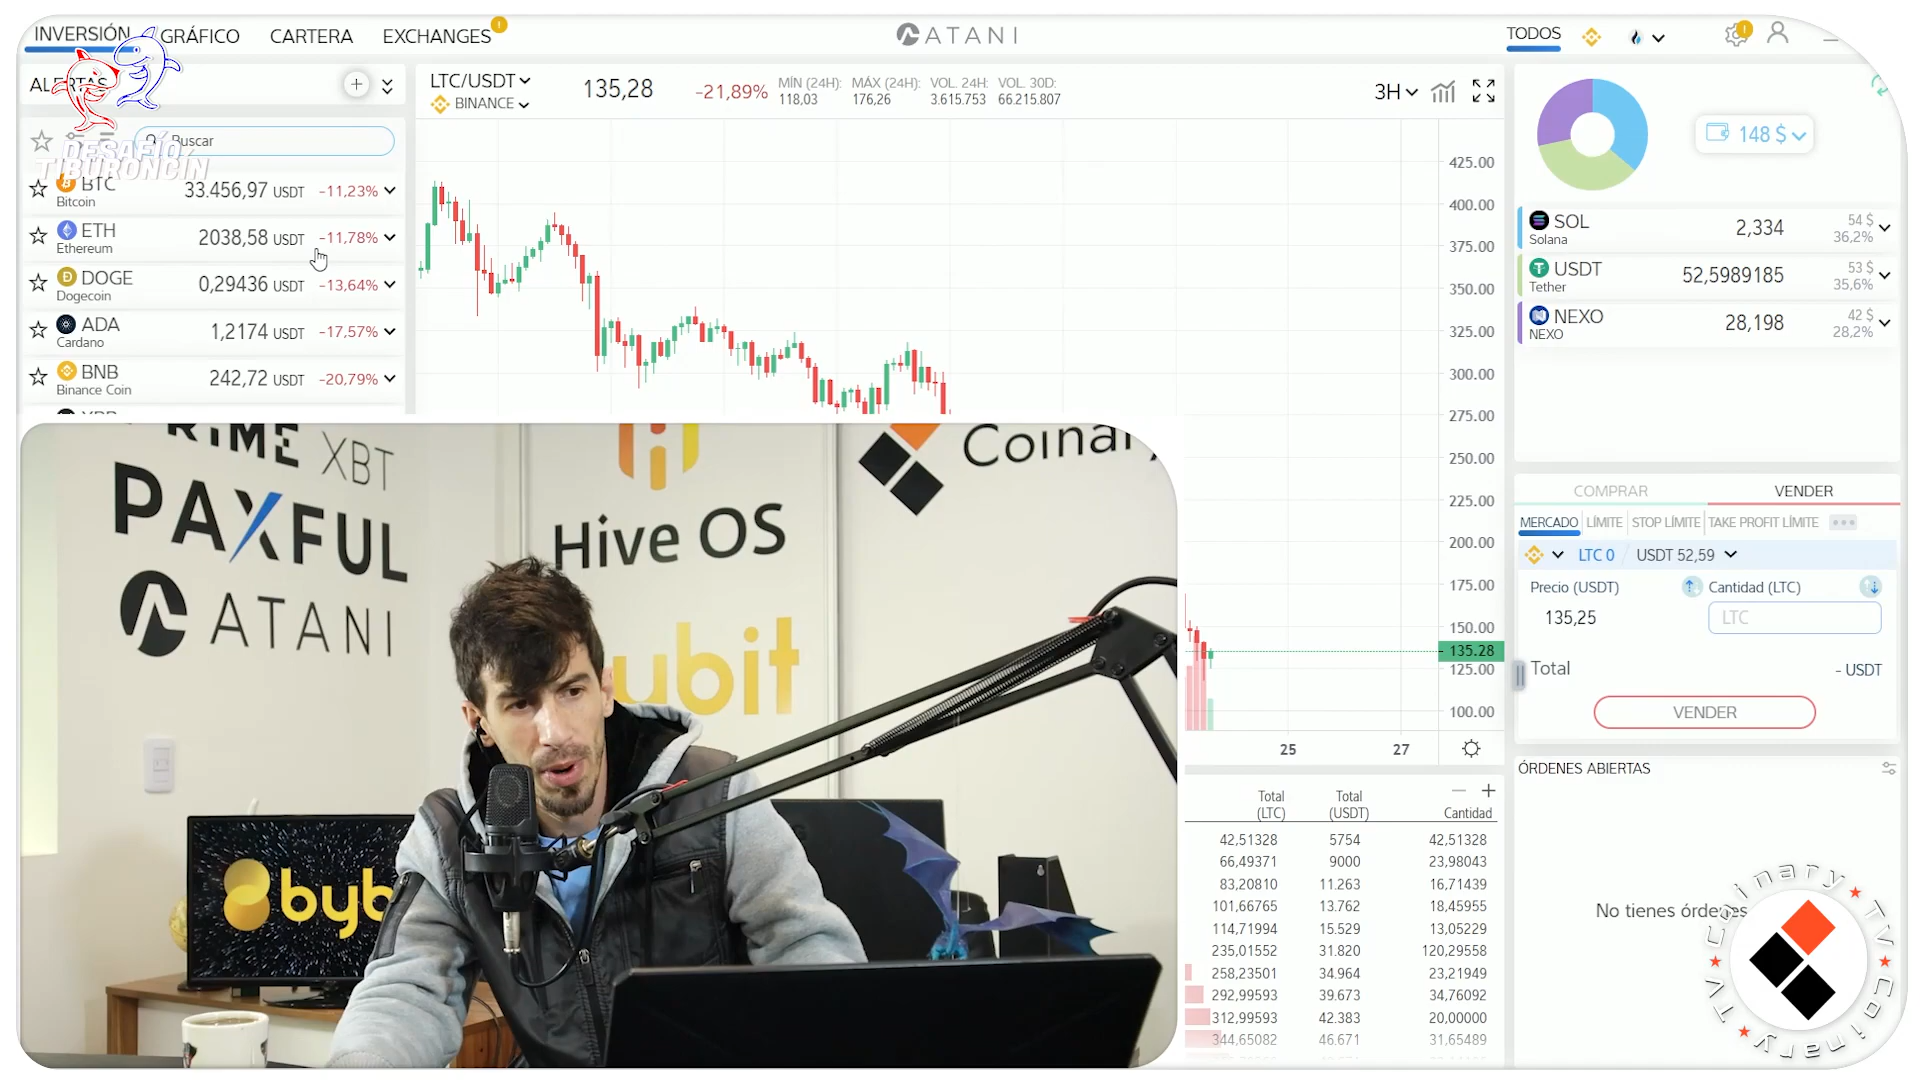 INVERSIÓN
GRÁFICO
CARTERA
EXCHANGES
!
ATANI
TODOS
!
ALERTAS
DESAFÍO
TIBURONCIN
Buscar
BTC
Bitcoin
33.456,97 USDT -11,23%
ETH
Ethereum
2038,58 USDT -11,78%
DOGE
Dogecoin
0,29436 USDT -13,64%
ADA
Cardano
1,2174 USDT -17,57%
BNB
Binance Coin
242,72 USDT -20,79%
LTC/USDT
BINANCE
135,28
-21,89%
MÍN (24H):
118,03
MÁX (24H):
176,26
VOL. 24H:
3.615.753
VOL. 30D:
66.215.807
3H
425.00
400.00
375.00
350.00
325.00
300.00
275.00
250.00
225.00
200.00
175.00
150.00
135.28
125.00
100.00
25
27
148 $
SOL
Solana
2,334
54 $
36,2%
USDT
Tether
52,5989185
53 $
35,6%
NEXO
NEXO
28,198
42 $
28,2%
COMPRAR
VENDER
MERCADO
LÍMITE
STOP LÍMITE
TAKE PROFIT LÍMITE
LTC 0 / USDT 52,59
Precio (USDT)
Cantidad (LTC)
135,25
LTC
Total
- USDT
VENDER
ÓRDENES ABIERTAS
No tienes órdenes
Total
(LTC)
Total
(USDT)
Cantidad
42,51328 5754 42,51328
66,49371 9000 23,98043
83,20810 11.263 16,71439
101,66765 13.762 18,45955
114,71994 15.529 13,05229
235,01552 31.820 120,29558
258,23501 34.964 23,21949
292,99593 39.673 34,76092
312,99593 42.383 20,00000
344,65082 46.671 31,65489
PRIME XBT
PAXFUL
ATANI
Hive OS
ubit
byb
Coinary TV
Coinary TV